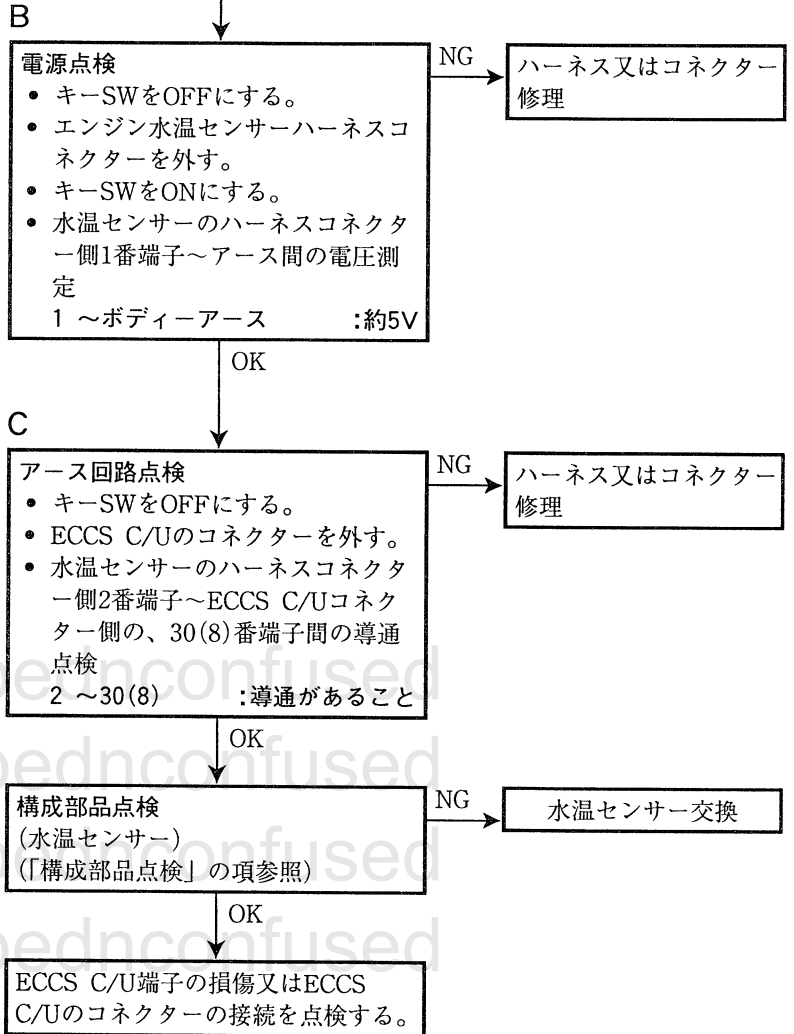 B
電源点検
• キーSWをOFFにする。
• エンジン水温センサーハーネスコ
ネクターを外す。
• キーSWをONにする。
• 水温センサーのハーネスコネクタ
ー側1番端子～アース間の電圧測
定
1 ～ボディーアース :約5V
NG
ハーネス又はコネクター
修理
OK
C
アース回路点検
• キーSWをOFFにする。
• ECCS C/Uのコネクターを外す。
• 水温センサーのハーネスコネクタ
ー側2番端子～ECCS C/Uコネク
ター側の、30(8)番端子間の導通
点検
2 ～30(8) :導通があること
NG
ハーネス又はコネクター
修理
OK
構成部品点検
(水温センサー)
(「構成部品点検」の項参照)
NG
水温センサー交換
OK
ECCS C/U端子の損傷又はECCS
C/Uのコネクターの接続を点検する。
pednconfused
pednconfused
pednconfused
pednconfused